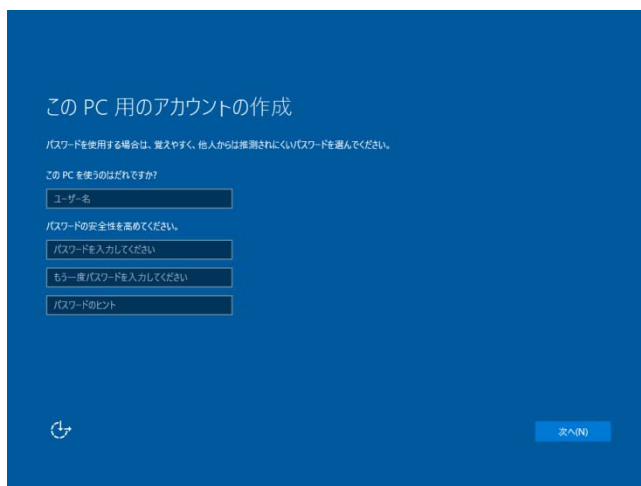 この PC 用のアカウントの作成
パスワードを使用する場合は、覚えやすく、他人からは推測されにくいパスワードを選んでください。
この PC を使うのはだれですか?
ユーザー名
パスワードの安全性を高めてください。
パスワードを入力してください
もう一度パスワードを入力してください
パスワードのヒント
次へ(N)